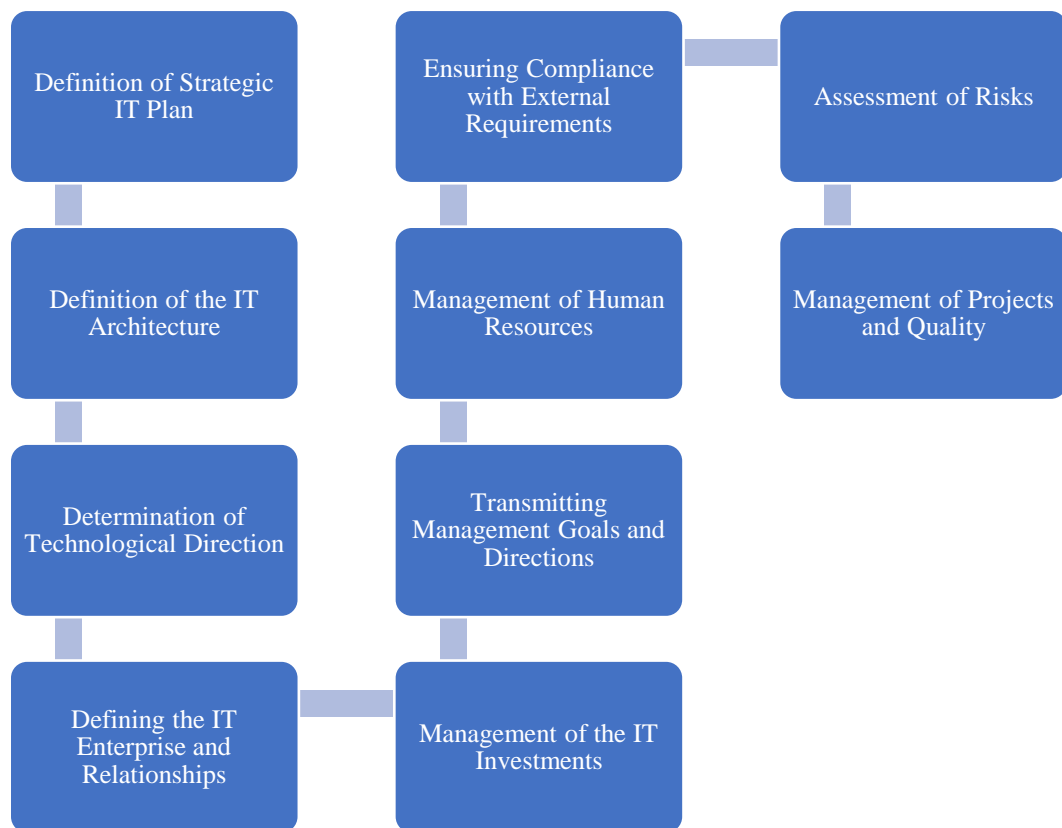 Definition of Strategic
IT Plan
Definition of the IT
Architecture
Determination of
Technological Direction
Defining the IT
Enterprise and
Relationships
Management of the IT
Investments
Transmitting
Management Goals and
Directions
Management of Human
Resources
Ensuring Compliance
with External
Requirements
Assessment of Risks
Management of Projects
and Quality